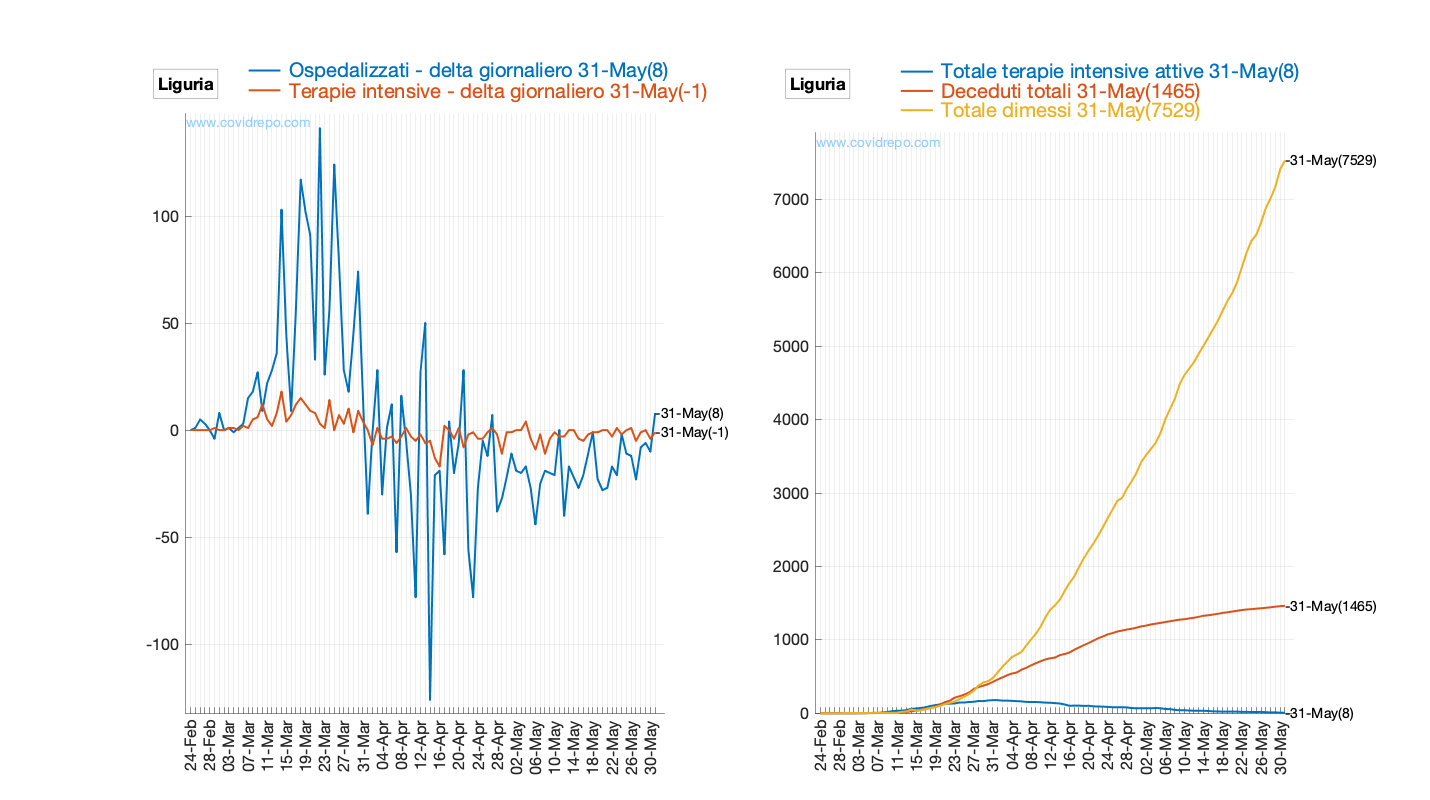 Liguria
Ospedalizzati - delta giornaliero 31-May(8)
Terapie intensive - delta giornaliero 31-May(-1)
www.covidrepo.com
100
50
0
-50
-100
31-May(8)
31-May(-1)
24-Feb
28-Feb
03-Mar
07-Mar
11-Mar
15-Mar
19-Mar
23-Mar
27-Mar
31-Mar
04-Apr
08-Apr
12-Apr
16-Apr
20-Apr
24-Apr
28-Apr
02-May
06-May
10-May
14-May
18-May
22-May
26-May
30-May
Liguria
Totale terapie intensive attive 31-May(8)
Deceduti totali 31-May(1465)
Totale dimessi 31-May(7529)
www.covidrepo.com
7000
6000
5000
4000
3000
2000
1000
0
31-May(7529)
31-May(1465)
31-May(8)
24-Feb
28-Feb
03-Mar
07-Mar
11-Mar
15-Mar
19-Mar
23-Mar
27-Mar
31-Mar
04-Apr
08-Apr
12-Apr
16-Apr
20-Apr
24-Apr
28-Apr
02-May
06-May
10-May
14-May
18-May
22-May
26-May
30-May